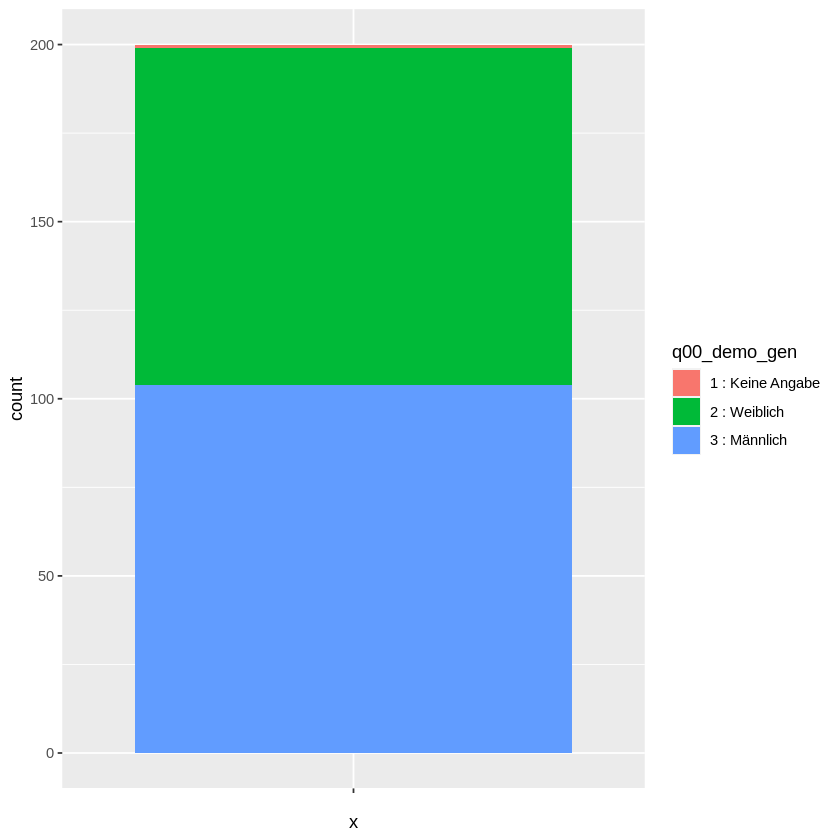 200
150
100
50
0
count
x
q00_demo_gen
1 : Keine Angabe
2 : Weiblich
3 : Männlich